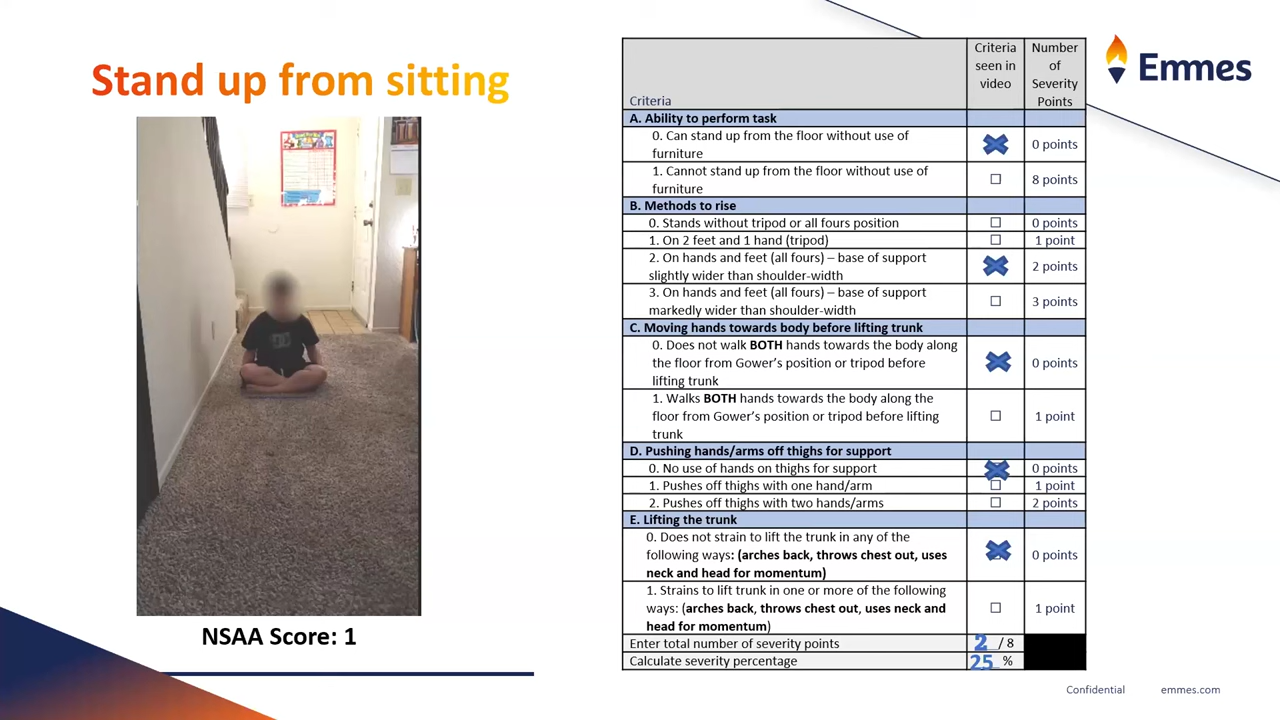 Stand up from sitting
NSAA Score: 1
Criteria
Criteria seen in video
Number of Severity Points
A. Ability to perform task
0. Can stand up from the floor without use of
furniture
0 points
1. Cannot stand up from the floor without use of
furniture
☐
8 points
B. Methods to rise
0. Stands without tripod or all fours position
☐
0 points
1. On 2 feet and 1 hand (tripod)
☐
1 point
2. On hands and feet (all fours) – base of support
slightly wider than shoulder-width
2 points
3. On hands and feet (all fours) – base of support
markedly wider than shoulder-width
☐
3 points
C. Moving hands towards body before lifting trunk
0. Does not walk BOTH hands towards the body along
the floor from Gower’s position or tripod before
lifting trunk
0 points
1. Walks BOTH hands towards the body along the
floor from Gower’s position or tripod before lifting
trunk
☐
1 point
D. Pushing hands/arms off thighs for support
0. No use of hands on thighs for support
0 points
1. Pushes off thighs with one hand/arm
☐
1 point
2. Pushes off thighs with two hands/arms
☐
2 points
E. Lifting the trunk
0. Does not strain to lift the trunk in any of the
following ways: (arches back, throws chest out, uses
neck and head for momentum)
0 points
1. Strains to lift trunk in one or more of the following
ways: (arches back, throws chest out, uses neck and
head for momentum)
☐
1 point
Enter total number of severity points
2 / 8
Calculate severity percentage
25 %
Emmes
Confidential
emmes.com